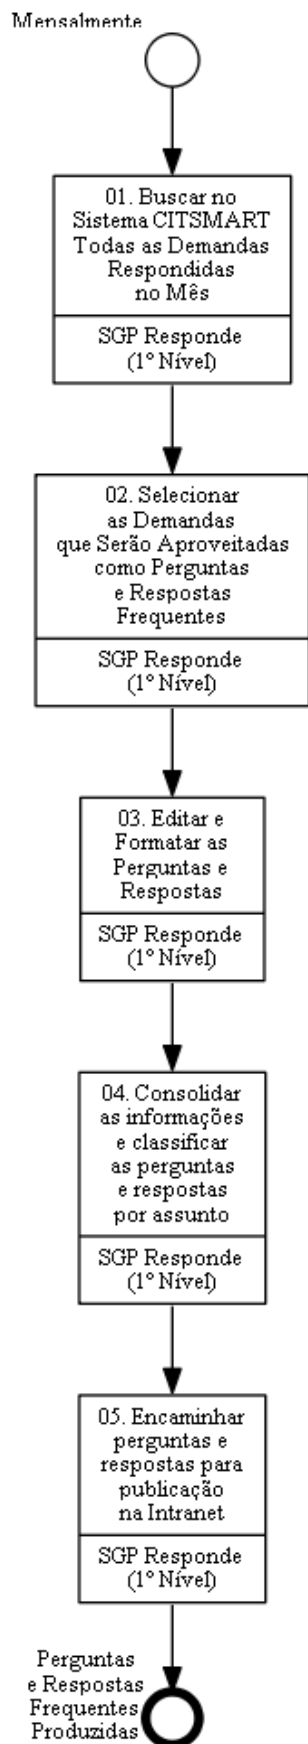 Mensalmente
01. Buscar no
Sistema CITSMART
Todas as Demandas
Respondidas
no Mês
SGP Responde
(1º Nível)
02. Selecionar
as Demandas
que Serão Aproveitadas
como Perguntas
e Respostas
Frequentes
SGP Responde
(1º Nível)
03. Editar e
Formatar as
Perguntas e
Respostas
SGP Responde
(1º Nível)
04. Consolidar
as informações
e classificar
as perguntas
e respostas
por assunto
SGP Responde
(1º Nível)
05. Encaminhar
perguntas e
respostas para
publicação
na Intranet
SGP Responde
(1º Nível)
Perguntas
e Respostas
Frequentes
Produzidas